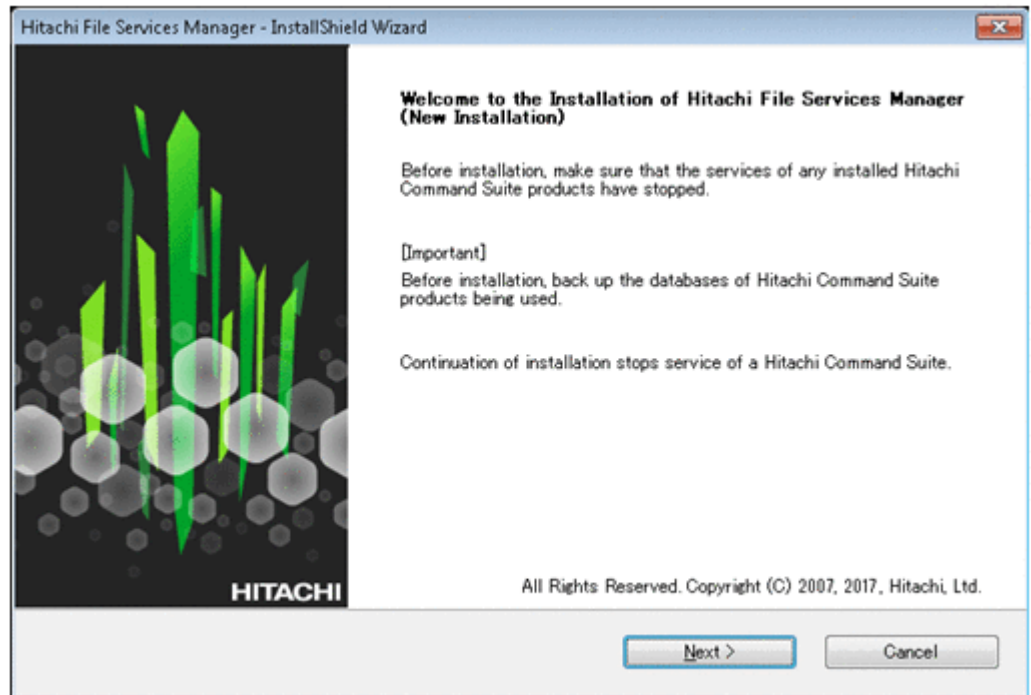 Hitachi File Services Manager - InstallShield Wizard
Welcome to the Installation of Hitachi File Services Manager
(New Installation)
Before installation, make sure that the services of any installed Hitachi
Command Suite products have stopped.
[Important]
Before installation, back up the databases of Hitachi Command Suite
products being used.
Continuation of installation stops service of a Hitachi Command Suite.
HITACHI
All Rights Reserved. Copyright (C) 2007, 2017, Hitachi, Ltd.
Next >
Cancel